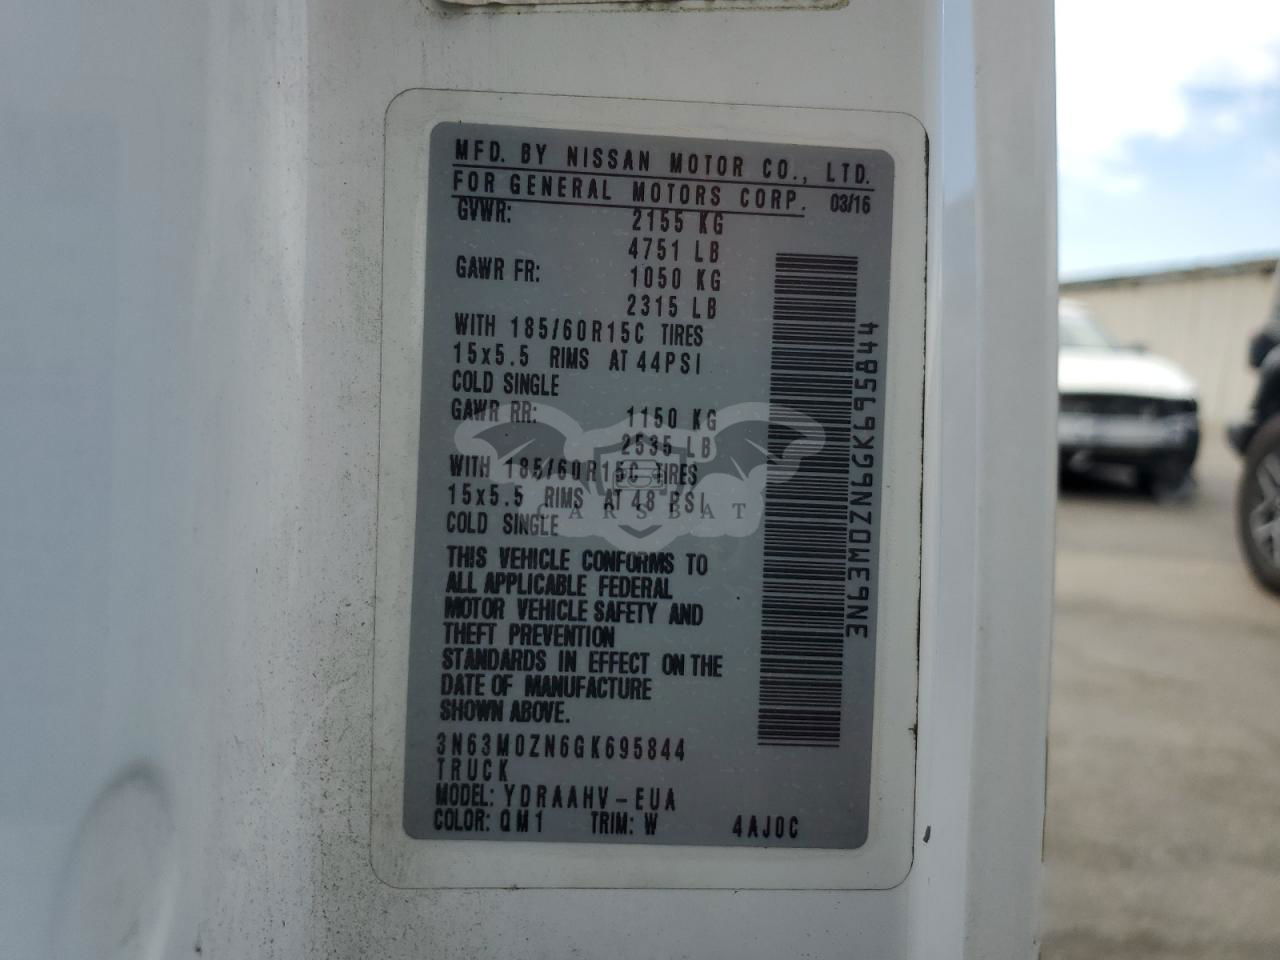 MFD. BY NISSAN MOTOR CO., LTD.
FOR GENERAL MOTORS CORP. 03/16
GVWR: 2155 KG
4751 LB
GAWR FR: 1050 KG
2315 LB
WITH 185/60R15C TIRES
15x5.5 RIMS AT 44PSI
COLD SINGLE
GAWR RR: 1150 KG
2535 LB
WITH 185/60R15C TIRES
15x5.5 RIMS AT 48 PSI
COLD SINGLE
CARSBAT
THIS VEHICLE CONFORMS TO
ALL APPLICABLE FEDERAL
MOTOR VEHICLE SAFETY AND
THEFT PREVENTION
STANDARDS IN EFFECT ON THE
DATE OF MANUFACTURE
SHOWN ABOVE.
3N63M0ZN6GK695844
TRUCK
MODEL: YDRAAHV-EUA
COLOR: QM1 TRIM: W 4AJ0C
3N63M0ZN6GK695844